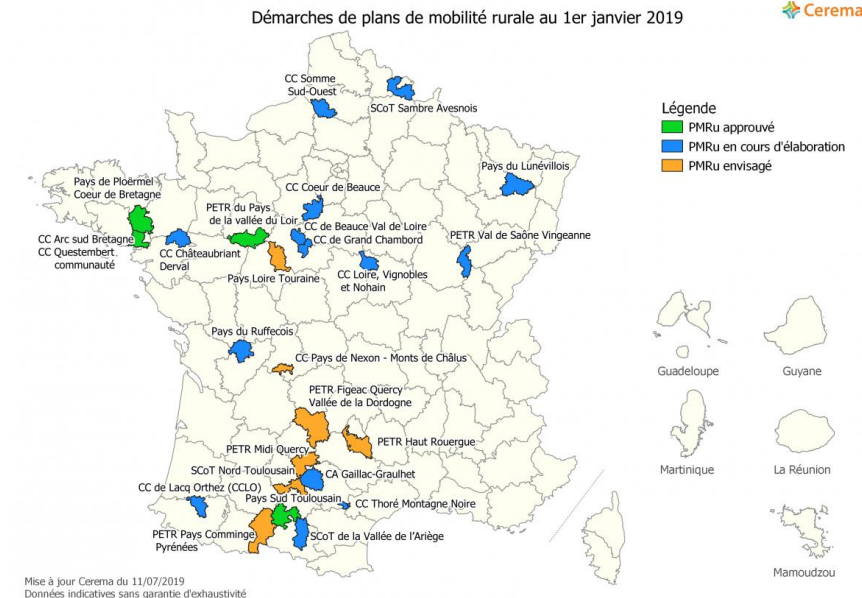 Démarches de plans de mobilité rurale au 1er janvier 2019
Cerema
CC Somme
Sud-Ouest
SCoT Sambre Avesnois
Légende
PMRu approuvé
PMRu en cours d'élaboration
PMRu envisagé
Pays du Lunévillois
Pays de Ploërmel
Coeur de Bretagne
CC Coeur de Beauce
PETR du Pays
de la vallée du Loir
CC de Beauce Val de Loire
CC de Grand Chambord
PETR Val de Saône Vingeanne
CC Arc sud Bretagne
CC Questembert
communauté
CC Châteaubriant
Derval
Pays Loire Touraine
CC Loire, Vignobles
et Nohain
Pays du Ruffecois
CC Pays de Nexon - Monts de Châlus
Guadeloupe
Guyane
PETR Figeac Quercy
Vallée de la Dordogne
PETR Haut Rouergue
PETR Midi Quercy
SCoT Nord Toulousain
CA Gaillac-Graulhet
Martinique
La Réunion
CC de Lacq Orthez (CCLO)
Pays Sud Toulousain
CC Thoré Montagne Noire
PETR Pays Comminge
Pyrénées
SCoT de la Vallée de l'Ariège
Mamoudzou
Mise à jour Cerema du 11/07/2019
Données indicatives sans garantie d'exhaustivité